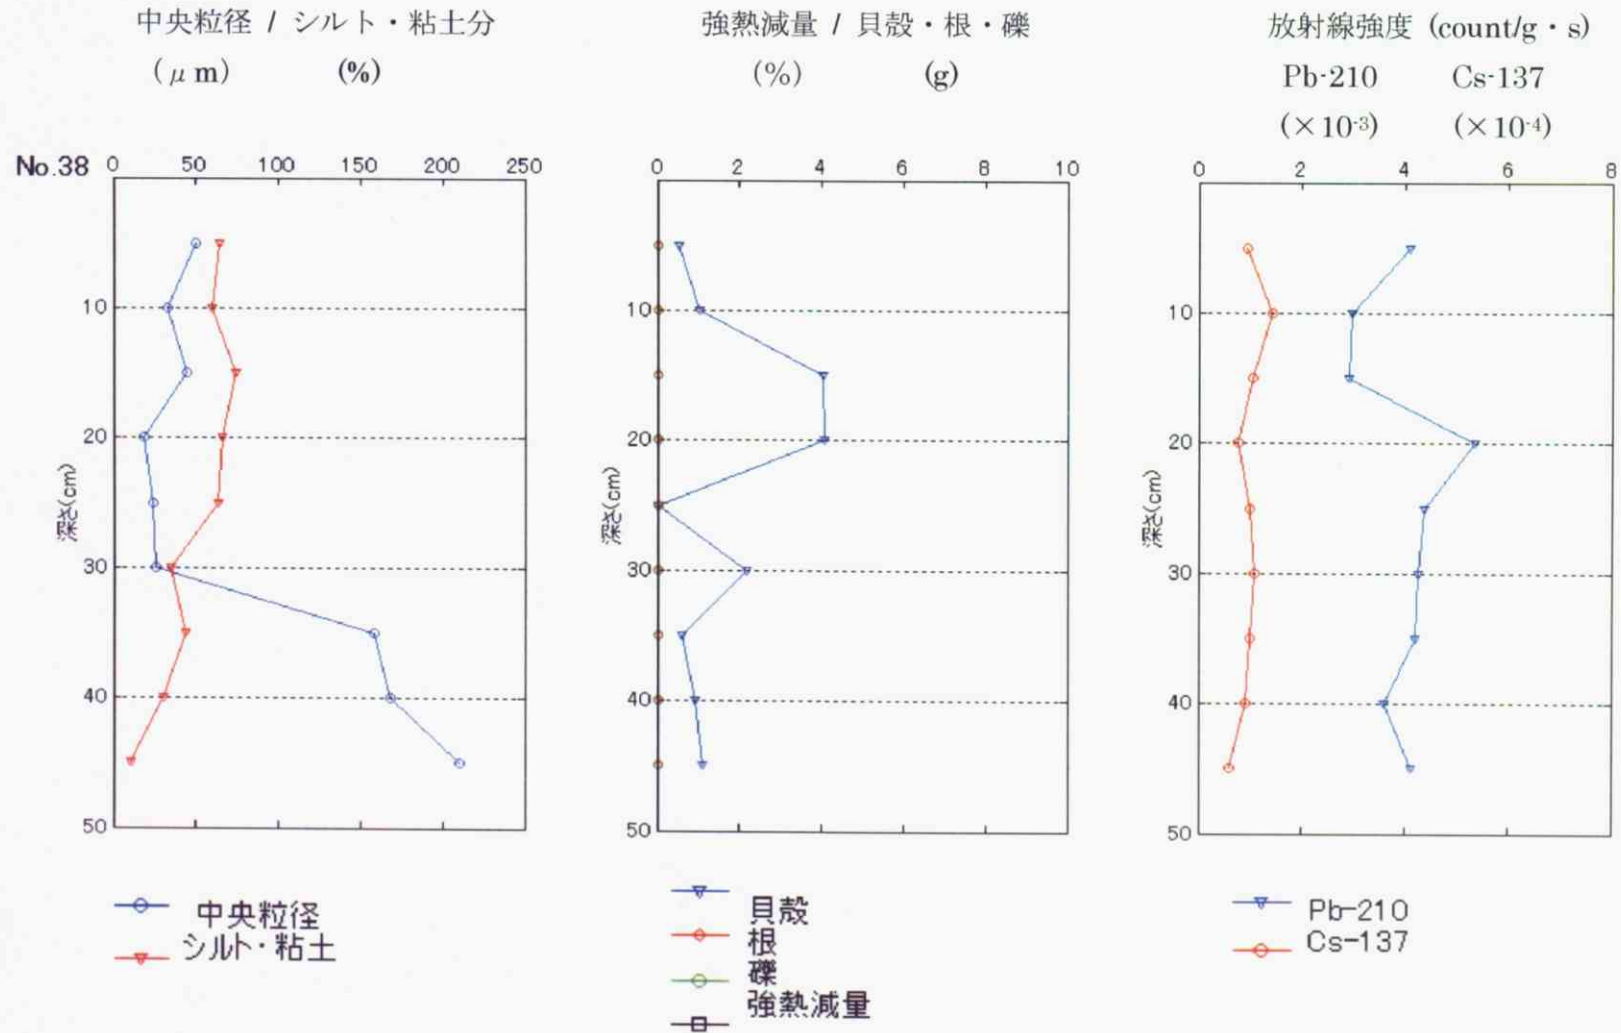 中央粒径 / シルト・粘土分
(μm) (%)
強熱減量 / 貝殻・根・礫
(%) (g)
放射線強度 (count/g・s)
Pb-210 Cs-137
(×10-3) (×10-4)
No.38
0 50 100 150 200 250
10
20
30
40
50
深さ(cm)
0 2 4 6 8 10
10
20
30
40
50
深さ(cm)
0 2 4 6 8
10
20
30
40
50
深さ(cm)
中央粒径
シルト・粘土
貝殻
根
礫
強熱減量
Pb-210
Cs-137